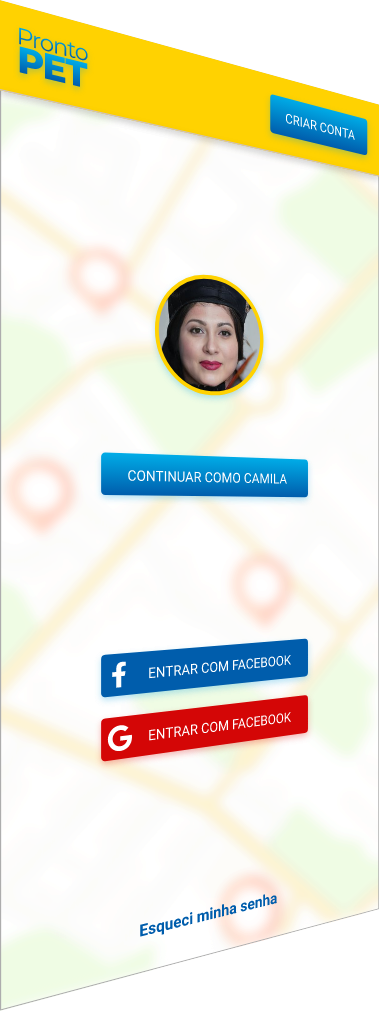 Pronto
PET
CRIAR CONTA
CONTINUAR COMO CAMILA
ENTRAR COM FACEBOOK
ENTRAR COM FACEBOOK
Esqueci minha senha